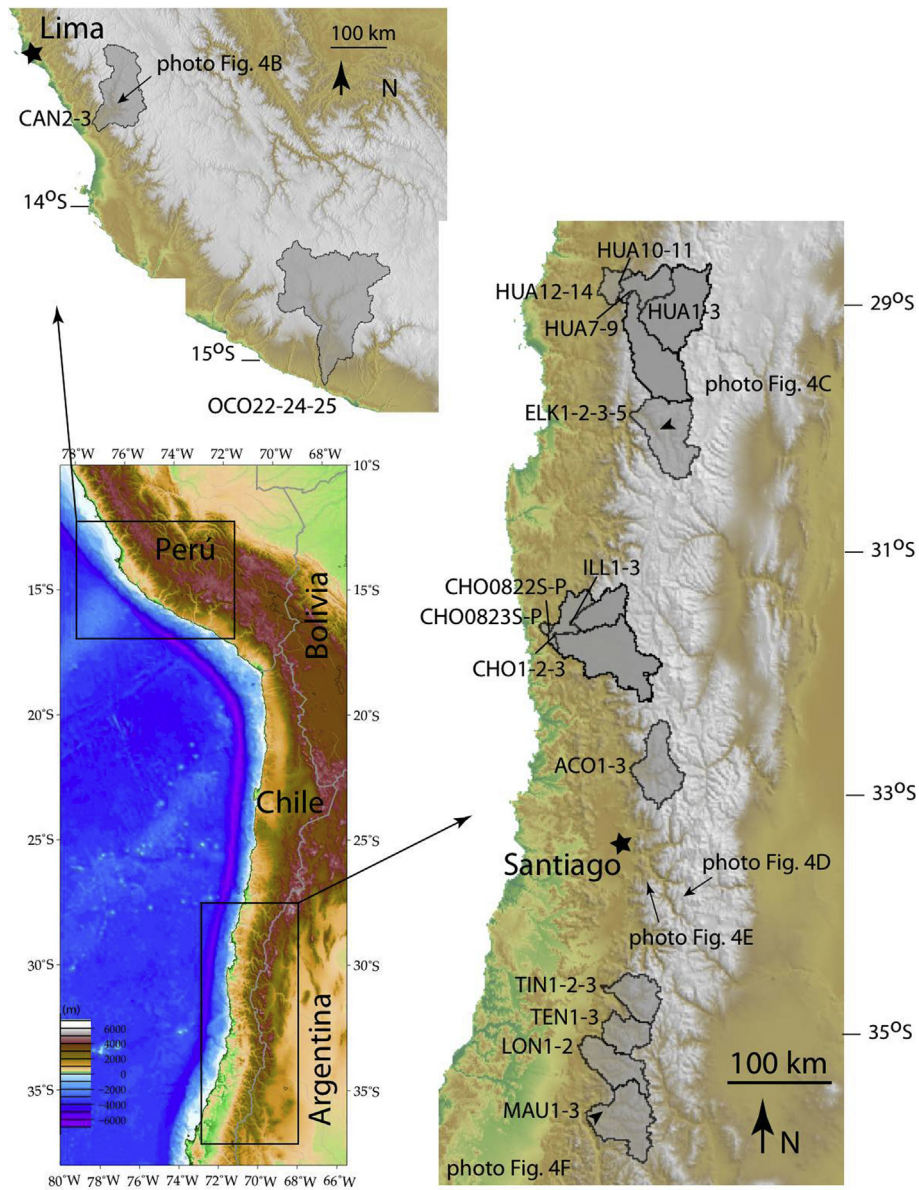 Lima
100 km
photo Fig. 4B
N
CAN2-3
14°S
15°S
OCO22-24-25
HUA10-11
HUA12-14
HUA1-3
29°S
HUA7-9
photo Fig. 4C
ELK1-2-3-5
31°S
ILL1-3
CHO0822S-P
CHO0823S-P
CHO1-2-3
ACO1-3
33°S
Santiago
photo Fig. 4D
photo Fig. 4E
TIN1-2-3
TEN1-3
LON1-2
35°S
100 km
MAU1-3
N
photo Fig. 4F
78°W 76°W 74°W 72°W 70°W 68°W
10°S
Perú
Bolivia
15°S 15°S
20°S 20°S
Chile
25°S 25°S
30°S 30°S
Argentina
(m)
6000
4000
2000
0
−2000
−4000
−6000
35°S 35°S
80°W 78°W 76°W 74°W 72°W 70°W 68°W 66°W